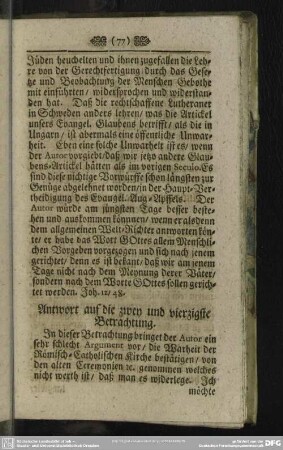 (77)
Jüden heuchelten und ihnen zugefallen die Leh-
re von der Gerechtfertigung durch das Gese-
tze und Beobachtung der Menschen Gebothe
mit einführten/ widersprochen und widerstan-
den hat. Daß die rechtschaffene Lutheraner
in Schweden anders lehren, was die Artickel
unsers Evangel. Glaubens betrifft/ als die in
Ungarn/ ist abermals eine öffentliche Unwar-
heit. Eben eine solche Unwarheit ist es/ wenn
der Autor vorgiebt/ daß wir jetzo andere Glau-
bens-Artickel hätten als im vorigen Seculo. Es
sind diese nichtige Vorwürffe schon längsten zur
Genüge abgelehnet worden/ in der Haupt-Ver-
theidigung des Evangel. Aug-Apffels. Der
Autor würde am jüngsten Tage besser beste-
hen und auskommen können/ wenn er alsdenn
dem allgemeinen Welt-Richter antworten könn-
te/ er habe das Wort GOttes allem Menschli-
chen Vorgeben vorgezogen und sich nach jenem
gerichtet/ denn es ist bekant/ daß wir an jenem
Tage nicht nach dem Meynung derer Väter/
sondern nach dem Worte GOttes sollen gerich-
tet werden. Joh. 12/ 48.
Antwort auf die zwey und vierzigste
Betrachtung.
In dieser Betrachtung bringet der Autor ein
sehr schlecht Argument vor/ die Warheit der
Römisch-Catholischen Kirche bestätigen/ von
den alten Ceremonien ec. genommen welches
nicht werth ist/ daß man es widerlege. Ich
möchte